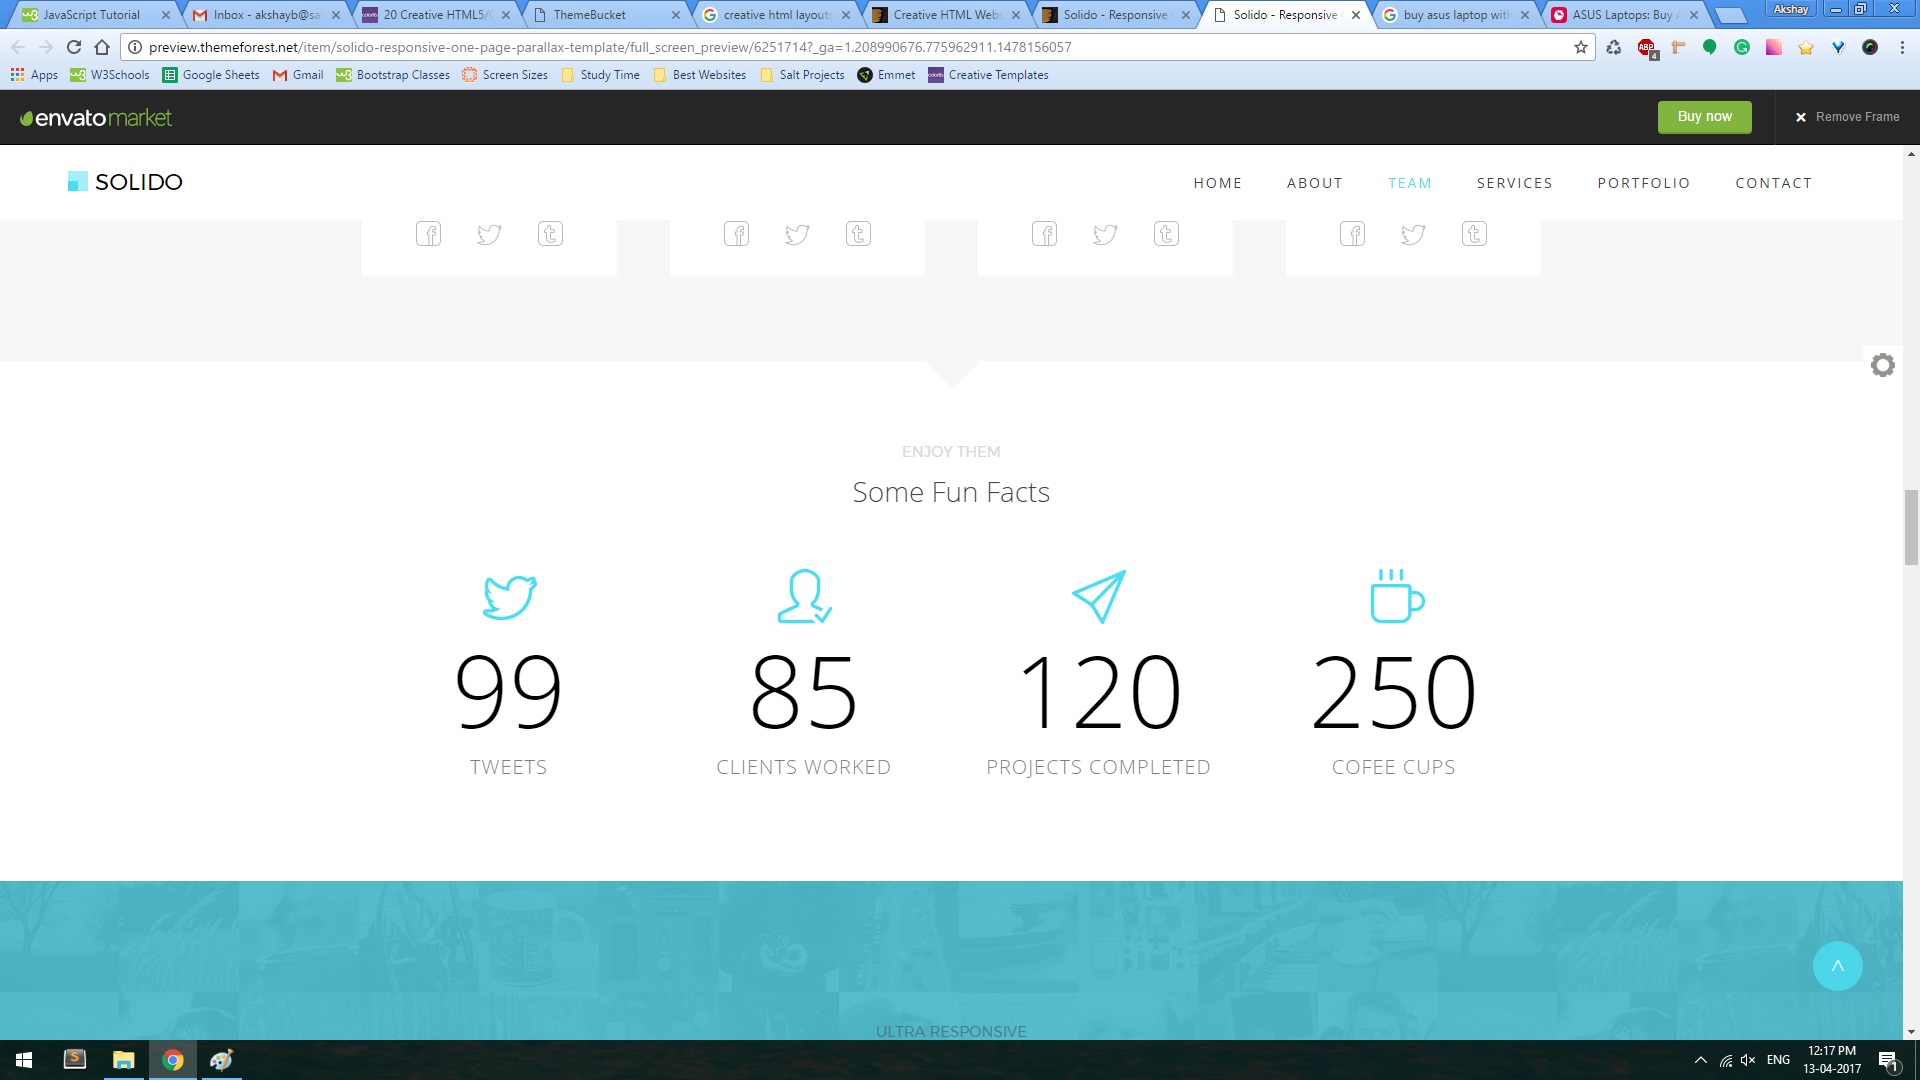 JavaScript Tutorial
Inbox - akshayb@sa
20 Creative HTML5/
ThemeBucket
creative html layouts
Creative HTML Web
Solido - Responsive
Solido - Responsive
buy asus laptop with
ASUS Laptops: Buy A
Akshay
preview.themeforest.net/item/solido-responsive-one-page-parallax-template/full_screen_preview/6251714?_ga=1.208990676.775962911.1478156057
ABP
4
Apps
W3Schools
Google Sheets
Gmail
Bootstrap Classes
Screen Sizes
Study Time
Best Websites
Salt Projects
Emmet
Creative Templates
envatomarket
Buy now
Remove Frame
SOLIDO
HOME
ABOUT
TEAM
SERVICES
PORTFOLIO
CONTACT
ENJOY THEM
Some Fun Facts
99
85
120
250
TWEETS
CLIENTS WORKED
PROJECTS COMPLETED
COFEE CUPS
ULTRA RESPONSIVE
ENG
12:17 PM
13-04-2017
1